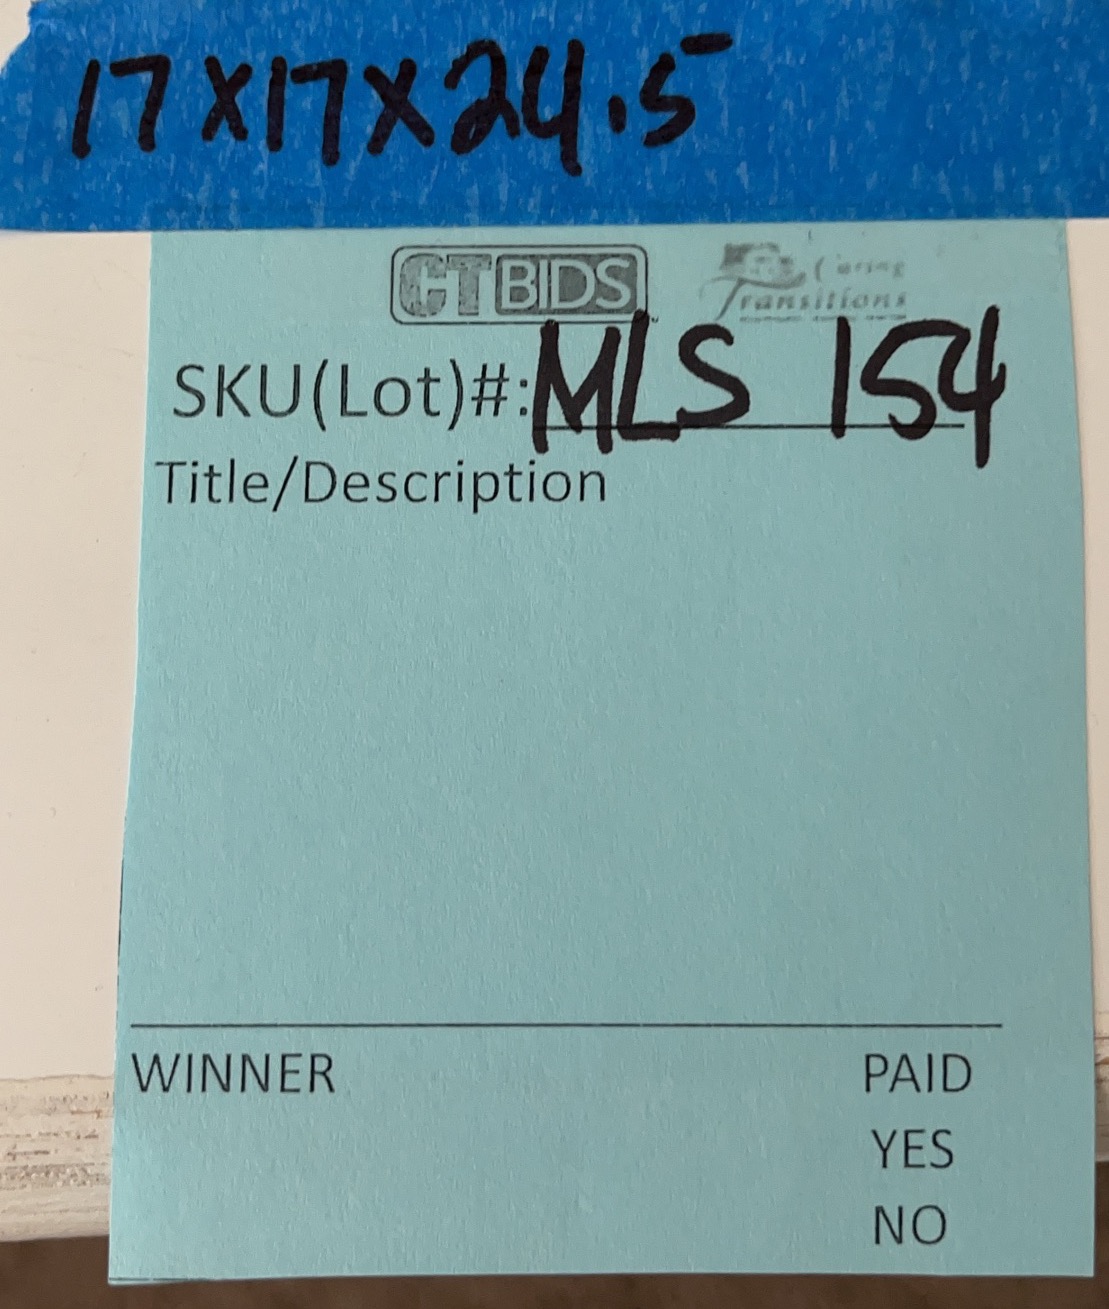 17X17X24.5
CTBIDS Caring Transitions
SKU(Lot)#: MLS 154
Title/Description
WINNER PAID
YES
NO